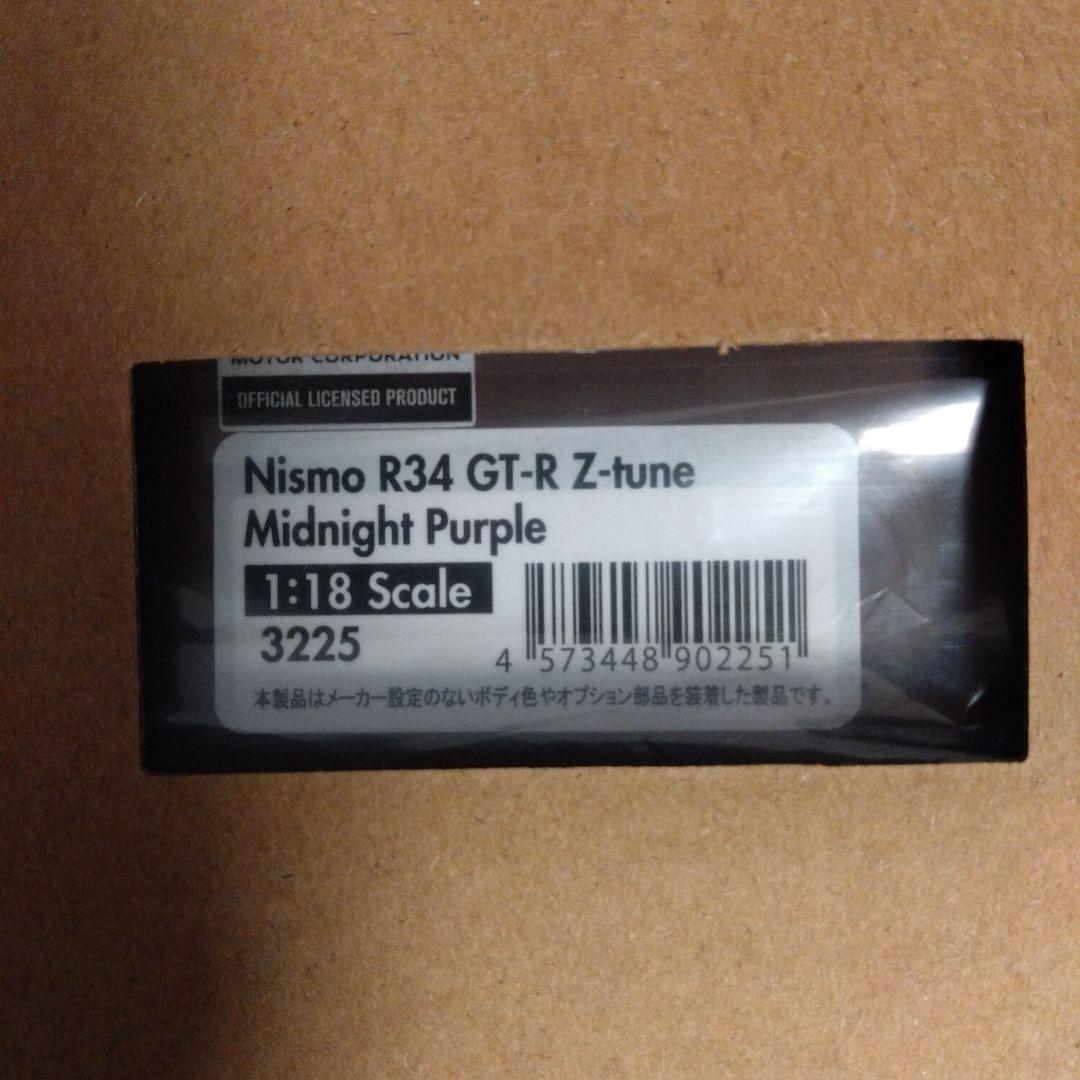 MOTOR CORPORATION
OFFICIAL LICENSED PRODUCT
Nismo R34 GT-R Z-tune
Midnight Purple
1:18 Scale
3225
4 573448 902251
本製品はメーカー設定のないボディ色やオプション部品を装着した製品です。